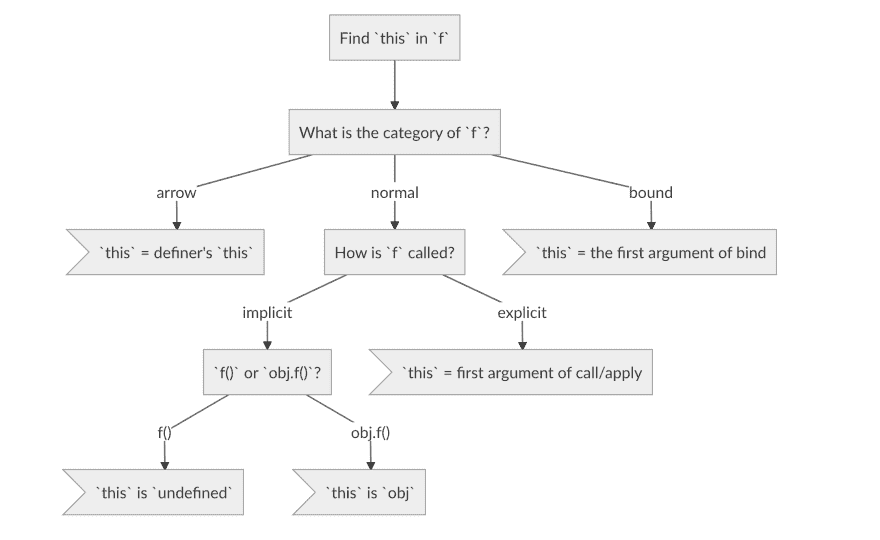 Find `this` in `f`
What is the category of `f`?
arrow
normal
bound
`this` = definer's `this`
How is `f` called?
`this` = the first argument of bind
implicit
explicit
`f()` or `obj.f()`?
`this` = first argument of call/apply
f()
obj.f()
`this` is `undefined`
`this` is `obj`